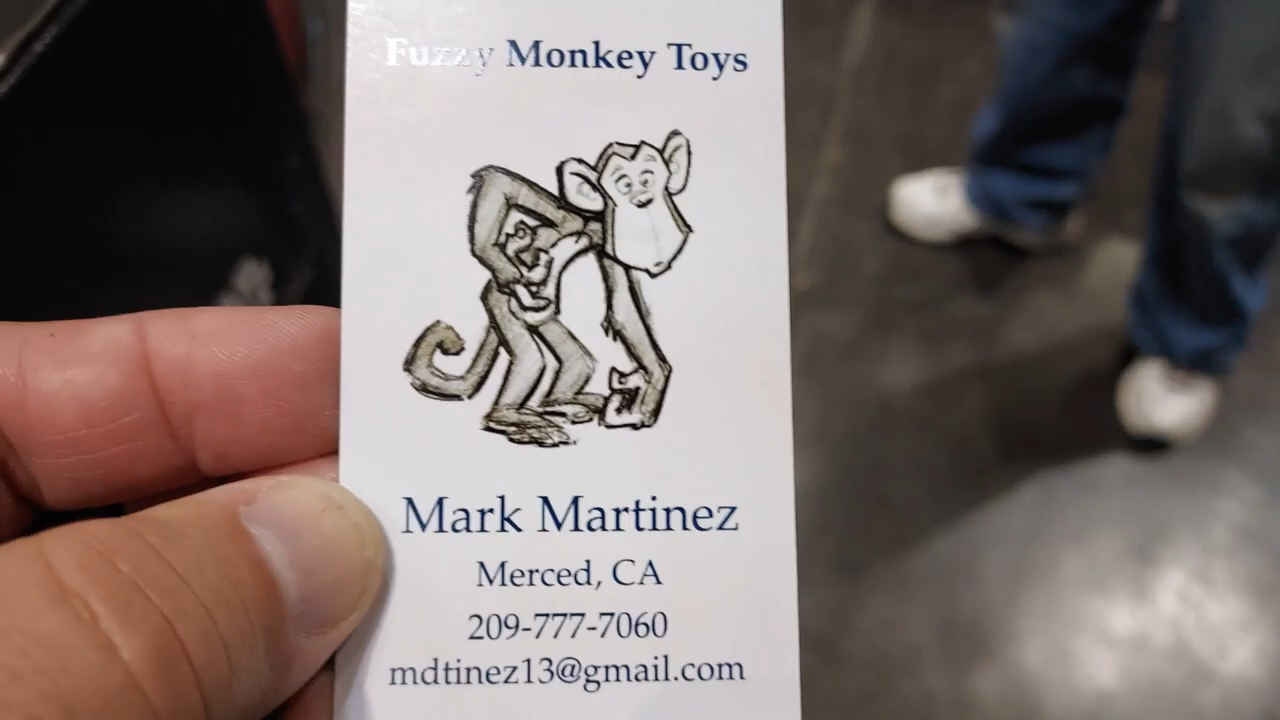 Fuzzy Monkey Toys
Mark Martinez
Merced, CA
209-777-7060
mdtinez13@gmail.com